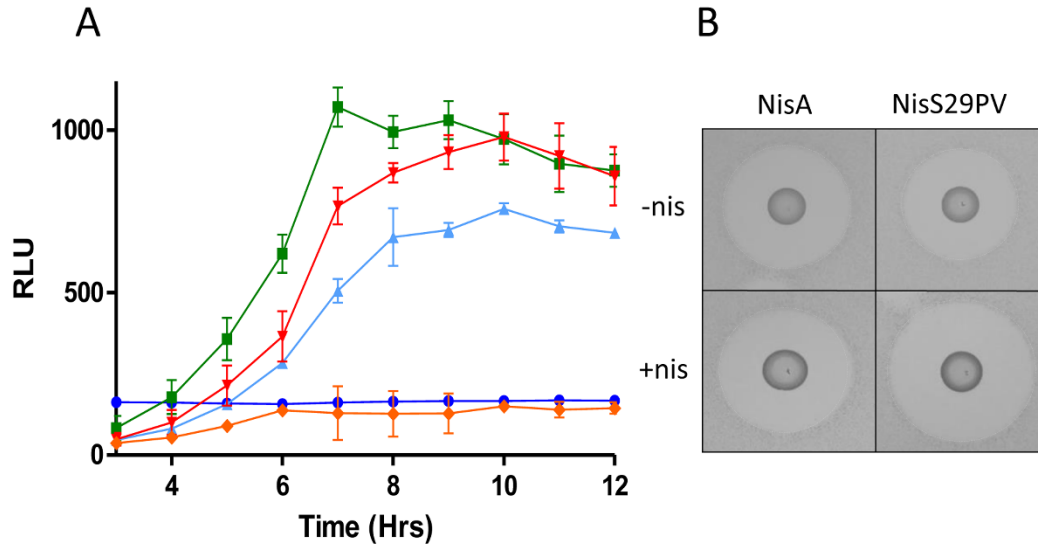 A
B
NisA NisS29PV
1000
-nis
RLU
500
+nis
0
4 6 8 10 12
Time (Hrs)